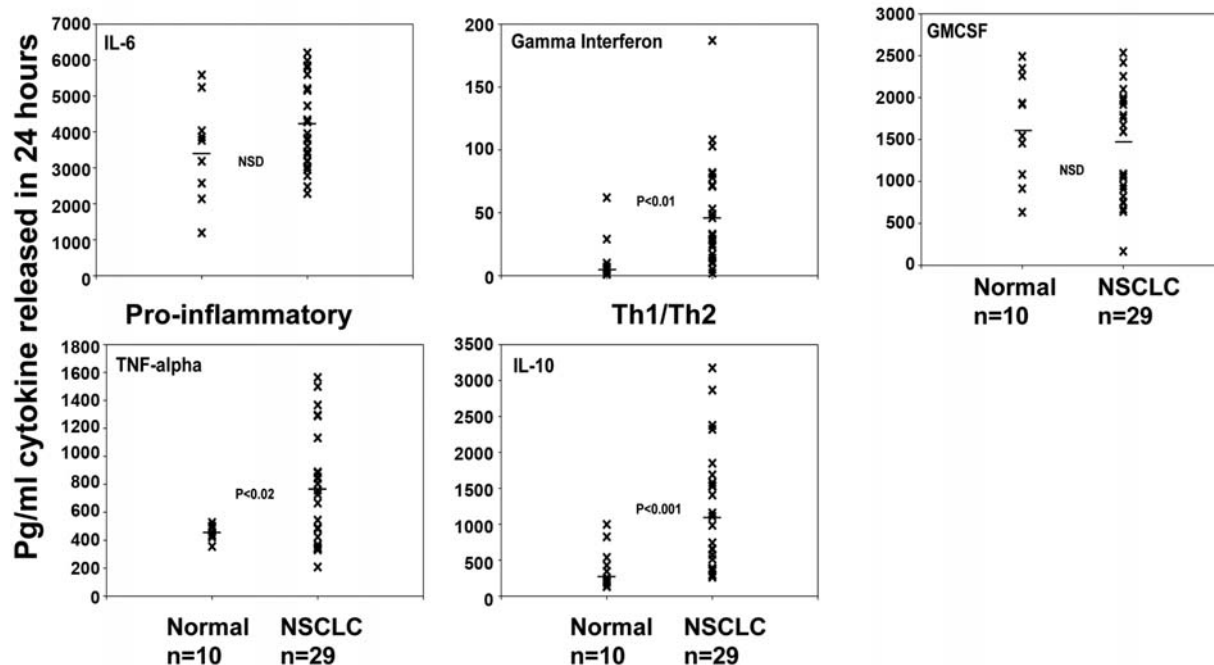 Pg/ml cytokine released in 24 hours
7000
6000
5000
4000
3000
2000
1000
0
IL-6
NSD
Pro-inflammatory
200
150
100
50
0
Gamma Interferon
P<0.01
Th1/Th2
3000
2500
2000
1500
1000
500
0
GMCSF
NSD
Normal NSCLC
n=10 n=29
1800
1600
1400
1200
1000
800
600
400
200
0
TNF-alpha
P<0.02
Normal NSCLC
n=10 n=29
3500
3000
2500
2000
1500
1000
500
0
IL-10
P<0.001
Normal NSCLC
n=10 n=29